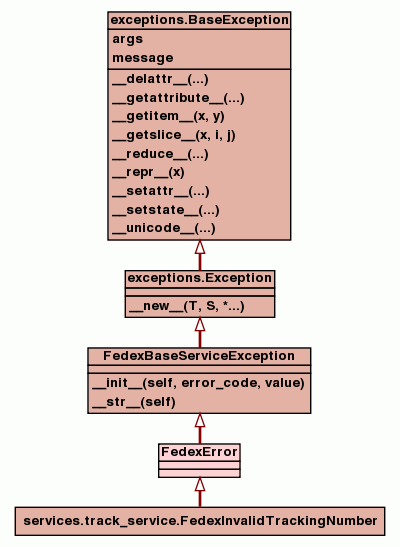 exceptions.BaseException
args
message
__delattr__(...)
__getattribute__(...)
__getitem__(x, y)
__getslice__(x, i, j)
__reduce__(...)
__repr__(x)
__setattr__(...)
__setstate__(...)
__unicode__(...)
exceptions.Exception
__new__(T, S, *...)
FedexBaseServiceException
__init__(self, error_code, value)
__str__(self)
FedexError
services.track_service.FedexInvalidTrackingNumber